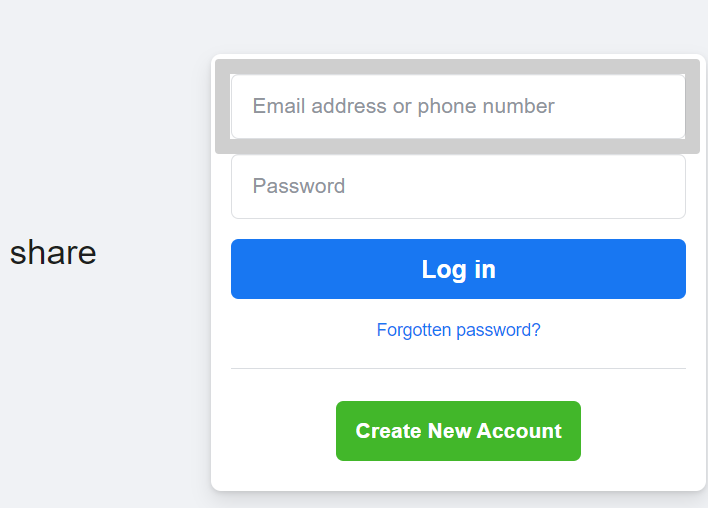 Email address or phone number
Password
share
Log in
Forgotten password?
Create New Account